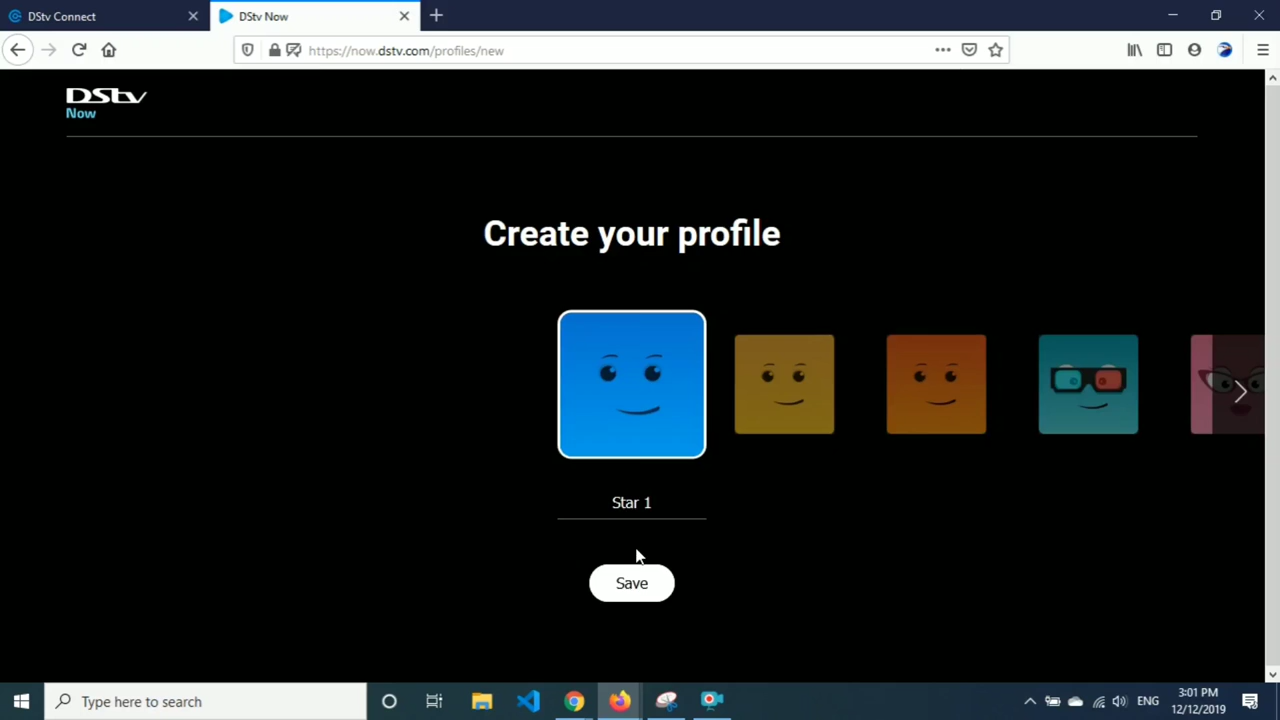 DStv Connect
DStv Now
https://now.dstv.com/profiles/new
DStv
Now
Create your profile
Star 1
Save
Type here to search
ENG
3:01 PM
12/12/2019